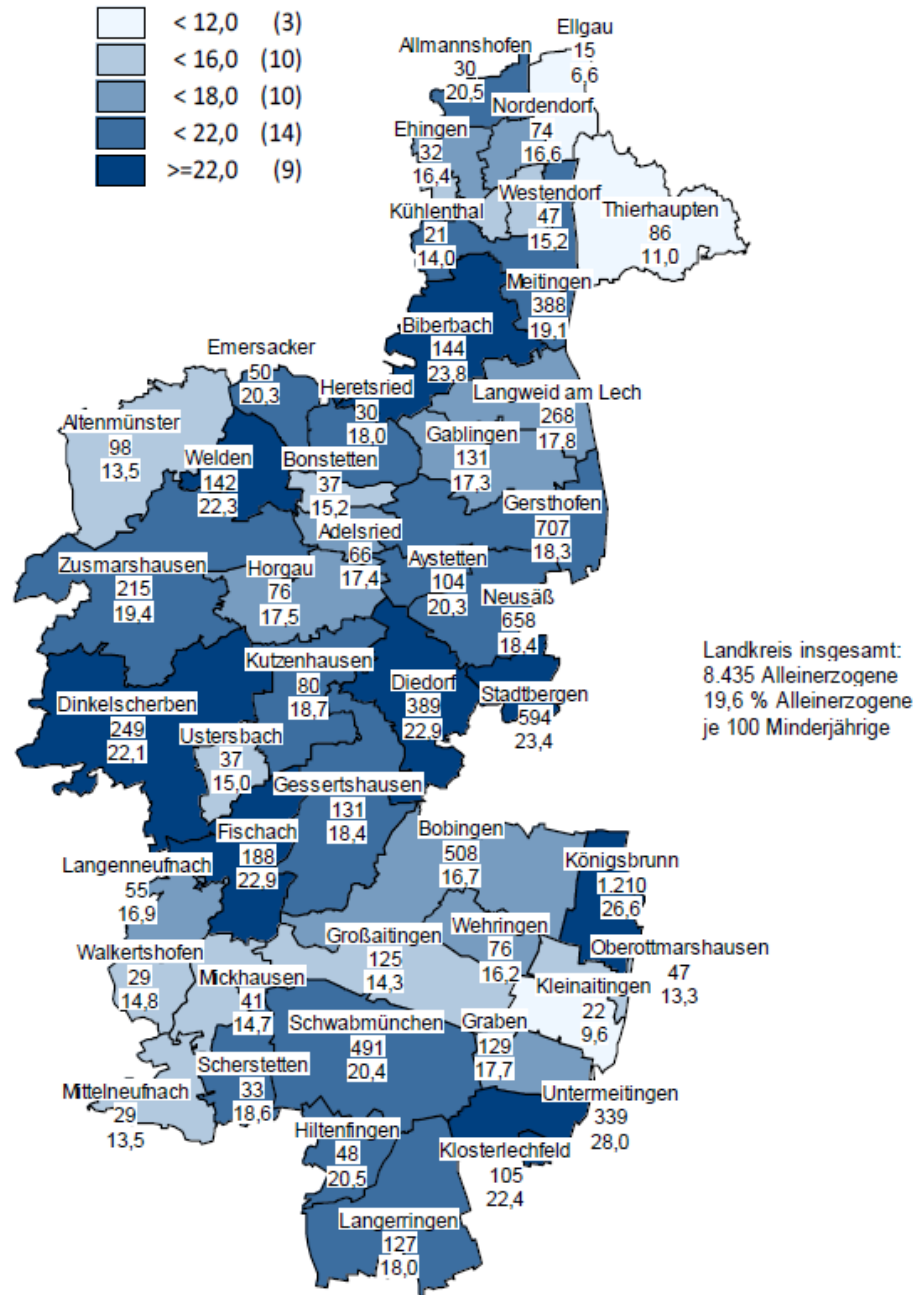 < 12,0 (3)
< 16,0 (10)
< 18,0 (10)
< 22,0 (14)
>=22,0 (9)
Ellgau
15
6,6
Allmannshofen
30
20,5
Nordendorf
74
16,6
Ehingen
32
16,4
Westendorf
47
15,2
Thierhaupten
86
11,0
Kühlenthal
21
14,0
Meitingen
388
19,1
Biberbach
144
23,8
Emersacker
50
20,3
Heretsried
30
18,0
Langweid am Lech
268
17,8
Altenmünster
98
13,5
Gablingen
131
17,3
Welden
142
22,3
Bonstetten
37
15,2
Gersthofen
707
18,3
Adelsried
66
17,4
Aystetten
104
20,3
Zusmarshausen
215
19,4
Horgau
76
17,5
Neusäß
658
18,4
Landkreis insgesamt:
8.435 Alleinerzogene
19,6 % Alleinerzogene
je 100 Minderjährige
Kutzenhausen
80
18,7
Diedorf
389
22,9
Stadtbergen
594
23,4
Dinkelscherben
249
22,1
Ustersbach
37
15,0
Gessertshausen
131
18,4
Fischach
188
22,9
Bobingen
508
16,7
Königsbrunn
1.210
26,6
Langenneufnach
55
16,9
Wehringen
76
16,2
Großaitingen
125
14,3
Oberottmarshausen
47
13,3
Walkertshofen
29
14,8
Mickhausen
41
14,7
Kleinaitingen
22
9,6
Schwabmünchen
491
20,4
Graben
129
17,7
Scherstetten
33
18,6
Mittelneufnach
29
13,5
Untermeitingen
339
28,0
Hiltenfingen
48
20,5
Klosterlechfeld
105
22,4
Langerringen
127
18,0